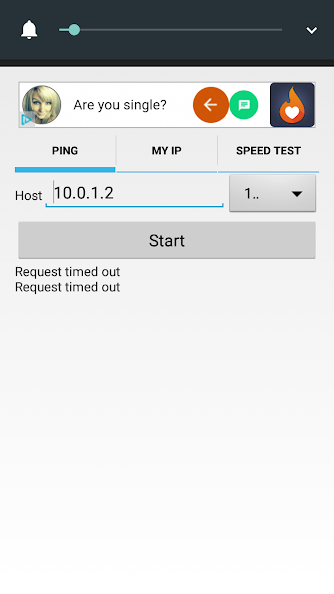 Are you single?
PING
MY IP
SPEED TEST
Host 10.0.1.2 1..
Start
Request timed out
Request timed out